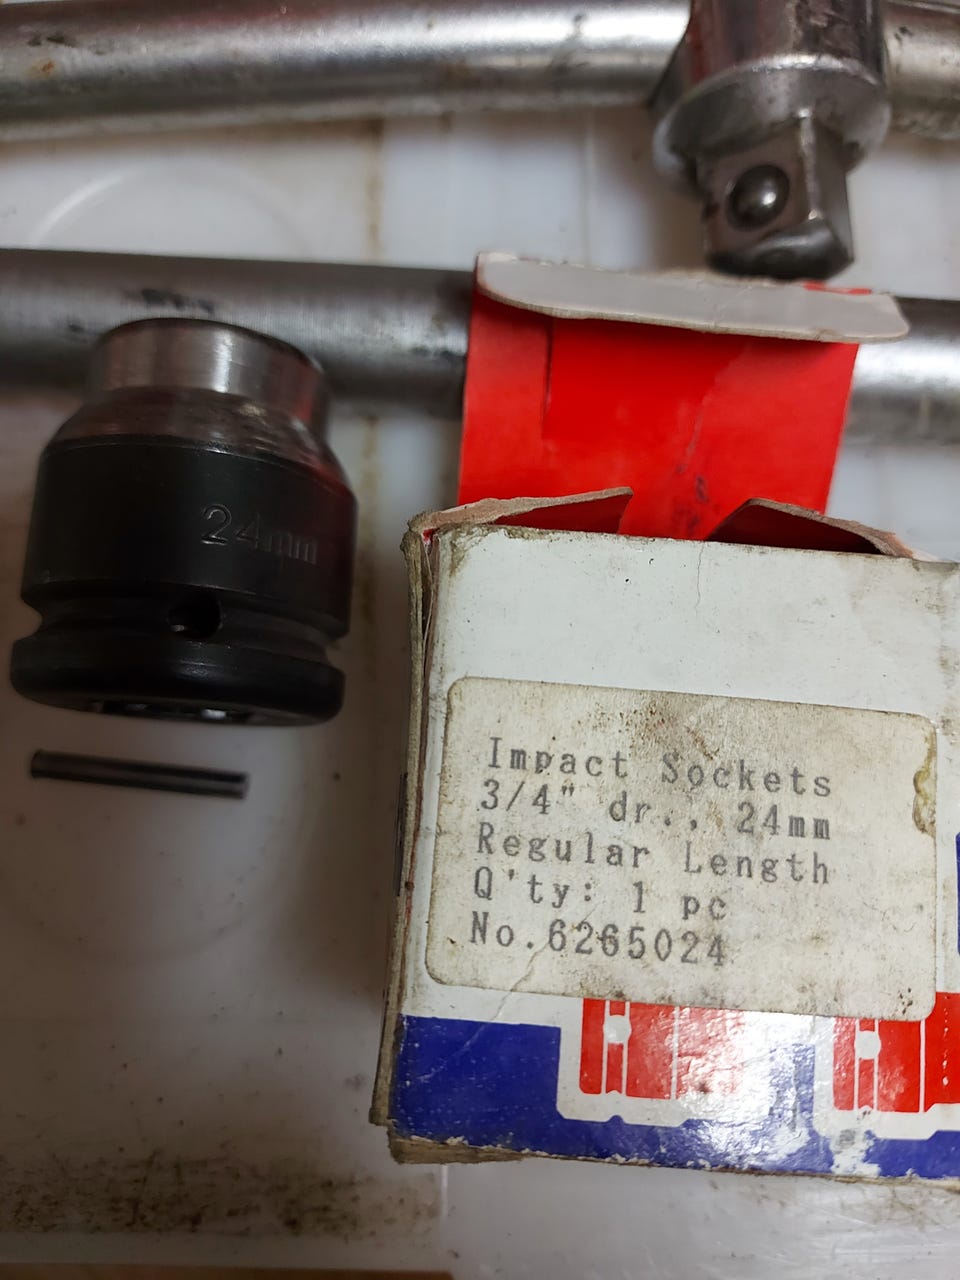 24mm
Impact Sockets
3/4" dr., 24mm
Regular Length
Q'ty: 1 pc
No.6265024